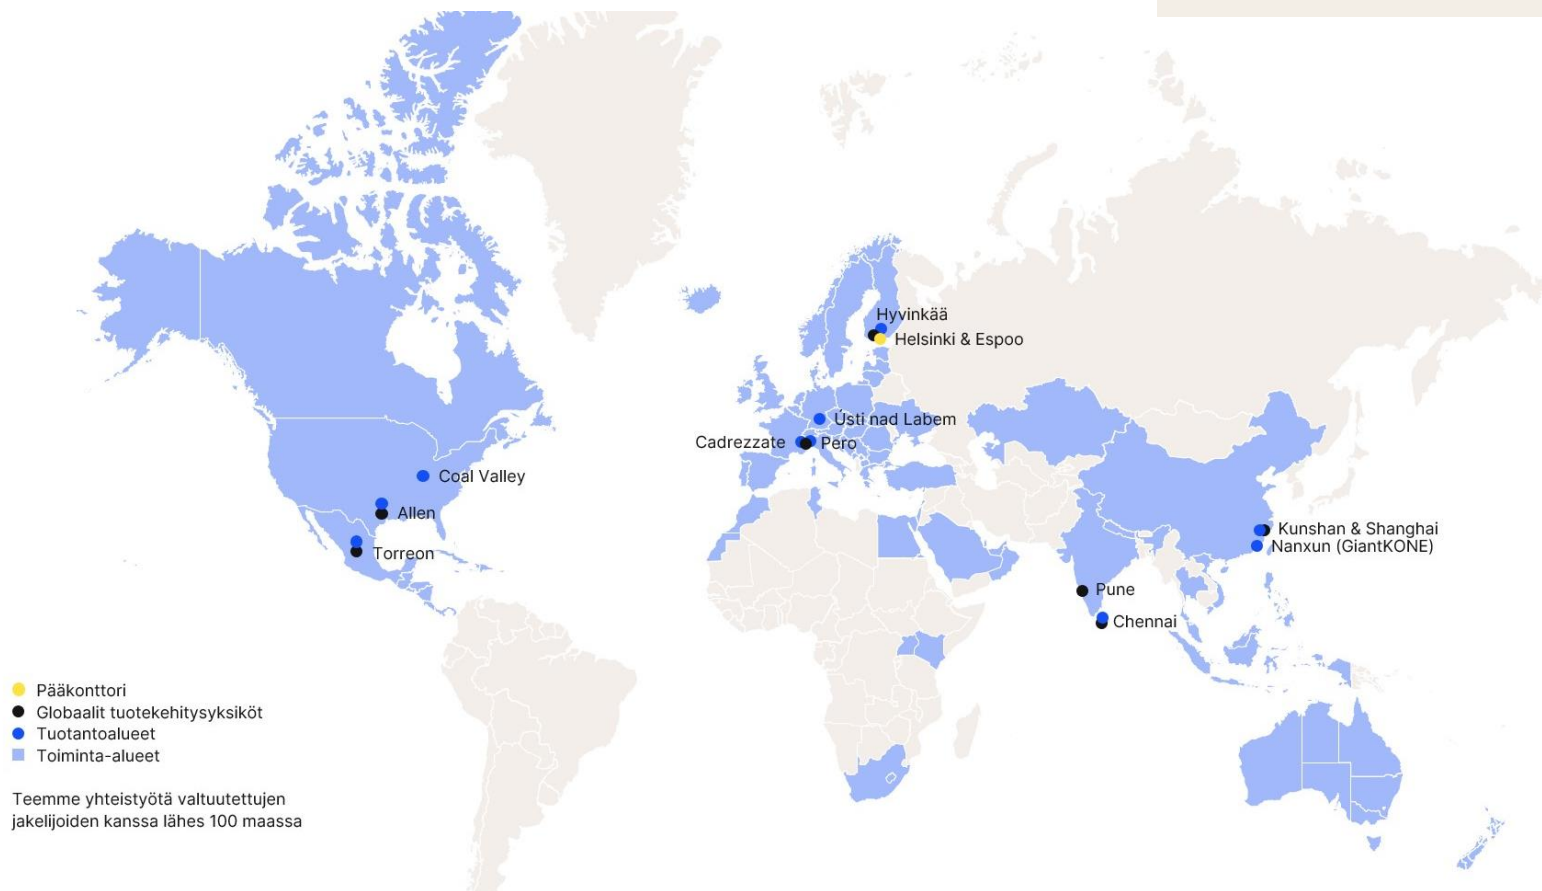 Hyvinkää
Helsinki & Espoo
Ústi nad Labem
Cadrezzate
Pero
Coal Valley
Allen
Torreon
Kunshan & Shanghai
Nanxun (GiantKONE)
Pune
Chennai
Pääkonttori
Globaalit tuotekehitysyksiköt
Tuotantoalueet
Toiminta-alueet
Teemme yhteistyötä valtuutettujen
jakelijoiden kanssa lähes 100 maassa